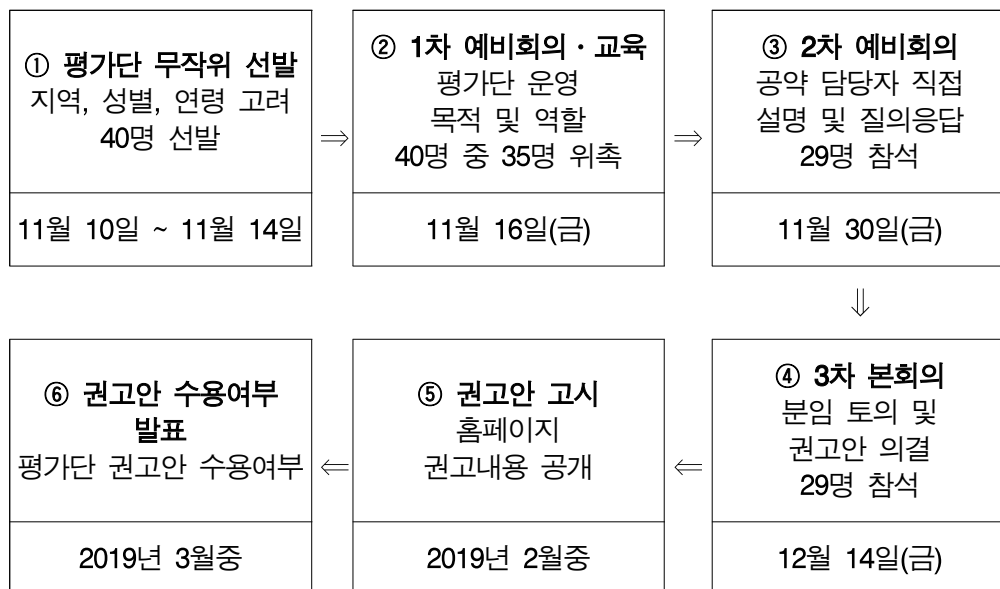 ① 평가단 무작위 선발
지역, 성별, 연령 고려
40명 선발
11월 10일 ~ 11월 14일
⇒
② 1차 예비회의·교육
평가단 운영
목적 및 역할
40명 중 35명 위촉
11월 16일(금)
⇒
③ 2차 예비회의
공약 담당자 직접
설명 및 질의응답
29명 참석
11월 30일(금)
⇓
④ 3차 본회의
분임 토의 및
권고안 의결
29명 참석
12월 14일(금)
⇐
⑤ 권고안 고시
홈페이지
권고내용 공개
2019년 2월중
⇐
⑥ 권고안 수용여부
발표
평가단 권고안 수용여부
2019년 3월중